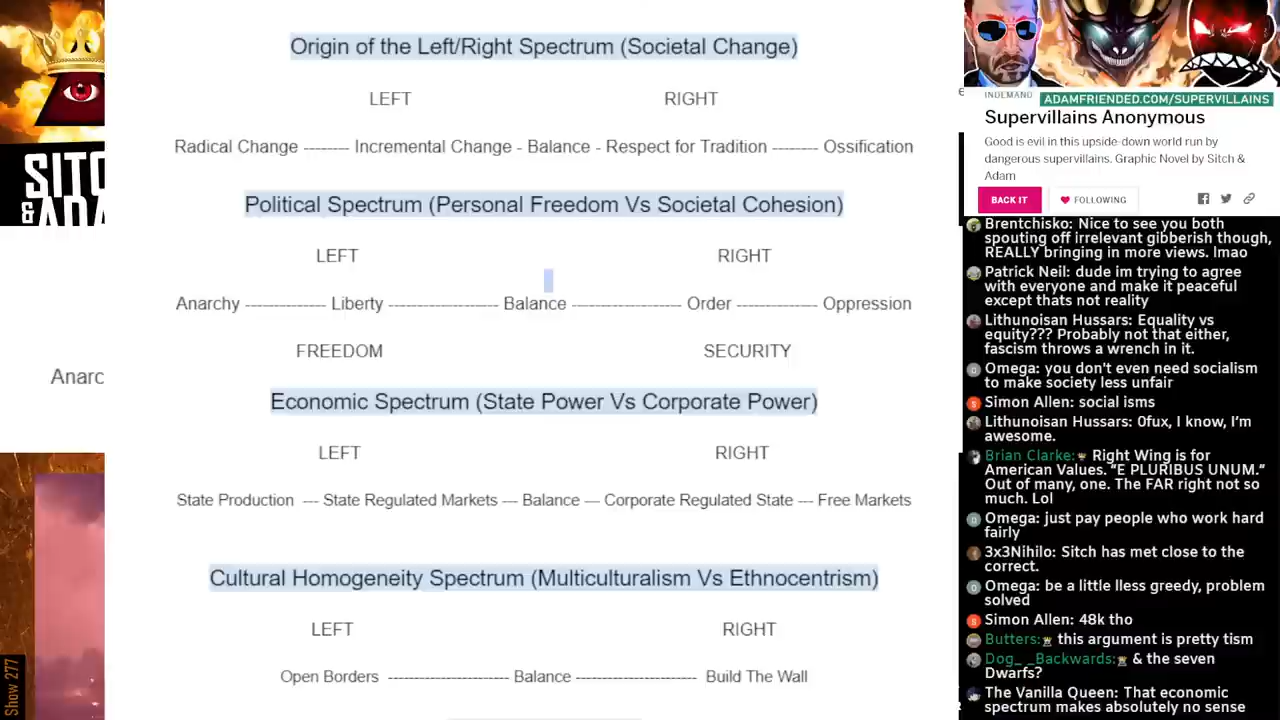 Origin of the Left/Right Spectrum (Societal Change)
LEFT RIGHT
Radical Change -------- Incremental Change - Balance - Respect for Tradition -------- Ossification
Political Spectrum (Personal Freedom Vs Societal Cohesion)
LEFT RIGHT
Anarchy -------------- Liberty ------------------- Balance ------------------- Order -------------- Oppression
FREEDOM SECURITY
Economic Spectrum (State Power Vs Corporate Power)
LEFT RIGHT
State Production --- State Regulated Markets --- Balance --- Corporate Regulated State --- Free Markets
Cultural Homogeneity Spectrum (Multiculturalism Vs Ethnocentrism)
LEFT RIGHT
Open Borders --------------------- Balance --------------------- Build The Wall
SITC
& ADA
Anarc
Show 277
INDEMAND
ADAMFRIENDED.COM/SUPERVILLAINS
Supervillains Anonymous
Good is evil in this upside-down world run by
dangerous supervillains. Graphic Novel by Sitch &
Adam
BACK IT FOLLOWING
Brentchisko: Nice to see you both
spouting off irrelevant gibberish though,
REALLY bringing in more views. lmao
Patrick Neil: dude im trying to agree
with everyone and make it peaceful
except thats not reality
Lithunoisan Hussars: Equality vs
equity??? Probably not that either,
fascism throws a wrench in it.
Omega: you don't even need socialism
to make society less unfair
Simon Allen: social isms
Lithunoisan Hussars: 0fux, I know, I'm
awesome.
Brian Clarke: Right Wing is for
American Values. "E PLURIBUS UNUM."
Out of many, one. The FAR right not so
much. Lol
Omega: just pay people who work hard
fairly
3x3Nihilo: Sitch has met close to the
correct.
Omega: be a little lless greedy, problem
solved
Simon Allen: 48k tho
Butters: this argument is pretty tism
Dog_ _Backwards: & the seven
Dwarfs?
The Vanilla Queen: That economic
spectrum makes absolutely no sense